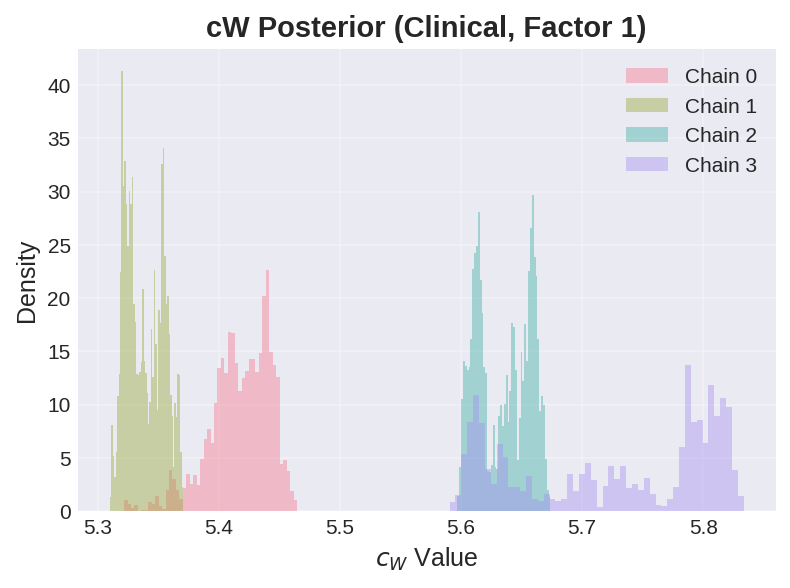 cW Posterior (Clinical, Factor 1)
Chain 0
Chain 1
Chain 2
Chain 3
Density
40
35
30
25
20
15
10
5
0
5.3 5.4 5.5 5.6 5.7 5.8
c_W Value